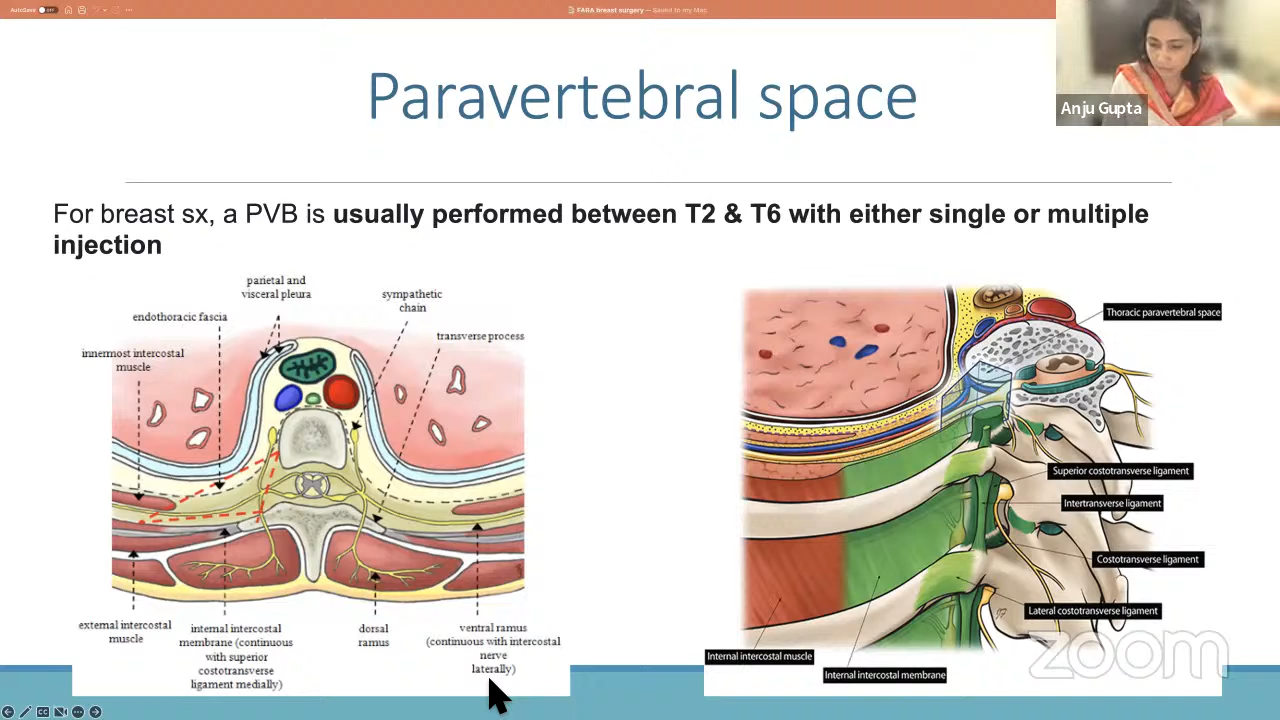 AutoSave OFF
FARA breast surgery — Saved to my Mac
Paravertebral space
Anju Gupta
For breast sx, a PVB is usually performed between T2 & T6 with either single or multiple
injection
parietal and
visceral pleura
sympathetic
chain
endothoracic fascia
transverse process
innermost intercostal
muscle
external intercostal
muscle
internal intercostal
membrane (continuous
with superior
costotransverse
ligament medially)
dorsal
ramus
ventral ramus
(continuous with intercostal
nerve
laterally)
Thoracic paravertebral space
Superior costotransverse ligament
Intertransverse ligament
Costotransverse ligament
Lateral costotransverse ligament
Internal intercostal muscle
Internal intercostal membrane
zoom
CC